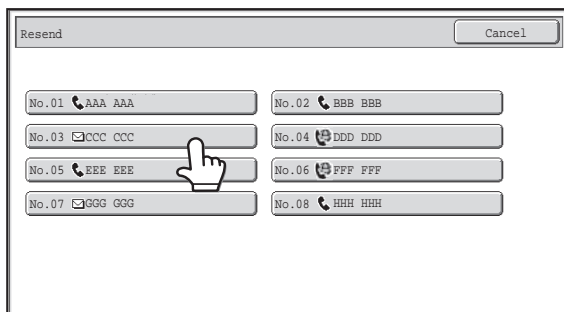 Resend
Cancel
No.01 AAA AAA
No.02 BBB BBB
No.03 CCC CCC
No.04 DDD DDD
No.05 EEE EEE
No.06 FFF FFF
No.07 GGG GGG
No.08 HHH HHH